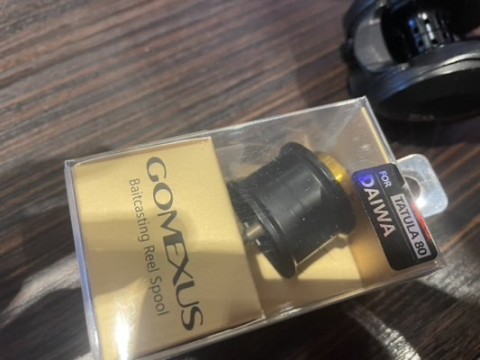 GOMEXUS
Baitcasting Reel Spool
FOR
DAIWA
TATULA 80